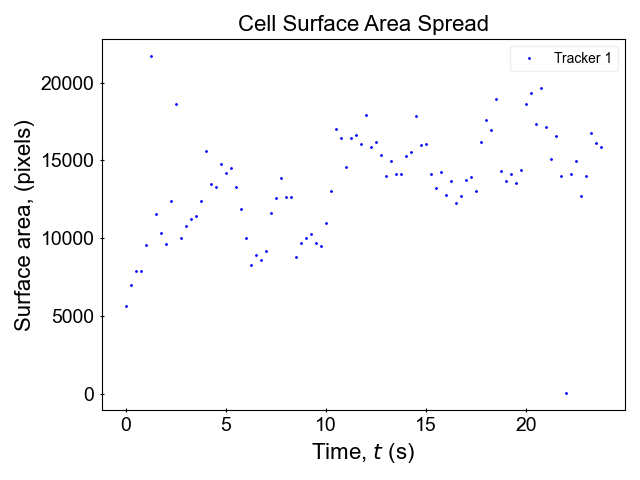 Cell Surface Area Spread
Tracker 1
Surface area, (pixels)
20000
15000
10000
5000
0
0 5 10 15 20
Time, t (s)